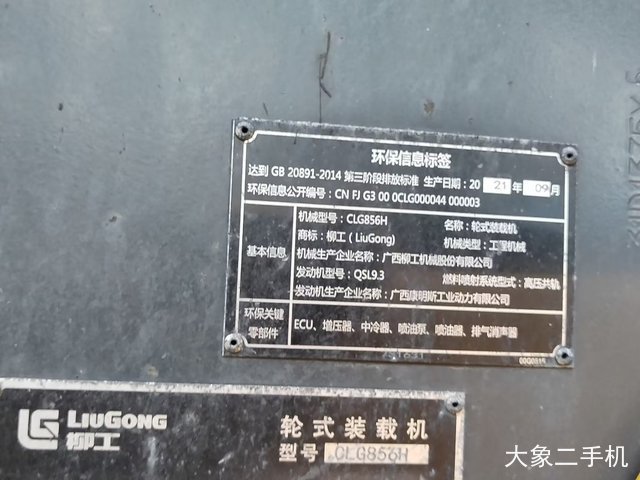 环保信息标签
达到 GB 20891-2014 第三阶段排放标准 生产日期：20 21 年 09 月
环保信息公开编号：CN FJ G3 00 0CLG000044 000003
机械型号：CLG856H 名称：轮式装载机
商标：柳工（LiuGong） 机械类型：工程机械
基本信息 机械生产企业名称：广西柳工机械股份有限公司
发动机型号：QSL9.3 燃料喷射系统型式：高压共轨
发动机生产企业名称：广西康明斯工业动力有限公司
环保关键零部件 ECU、增压器、中冷器、喷油泵、喷油器、排气消声器
LIUGONG
柳工
轮式装载机
型号 CLG856H
大象二手机